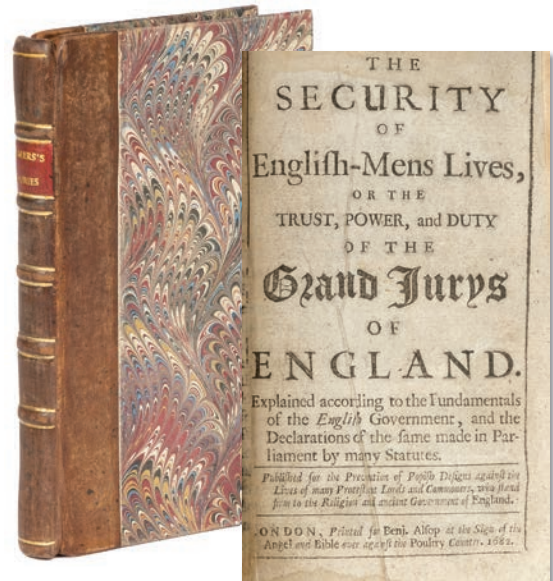 THE
SECURITY
OF
Engliſh-Mens Lives,
OR THE
TRUST, POWER, and DUTY
OF THE
Grand Jurys
OF
ENGLAND.
Explained according to the Fundamentals
of the Engliſh Government, and the
Declarations of the ſame made in Par-
liament by many Statutes.
Publiſhed for the Prevention of Popiſh Deſigns againſt the
Lives of many Proteſtant Lords and Commoners, who ſtand
firm to the Religion and ancient Government of England.
ONDON, Printed for Benj. Alſop at the Sign of the
Angel and Bible over againſt the Poultry Counter. 1682.